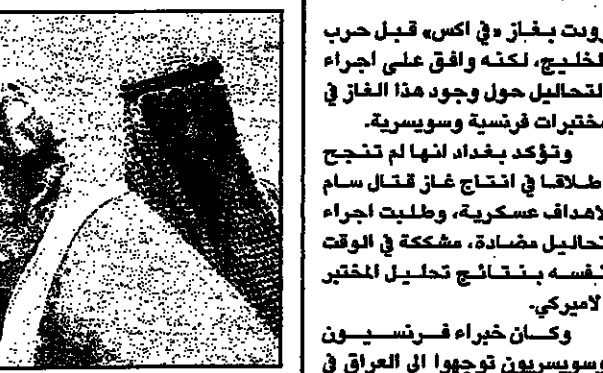 زودت بغاز «في اكس» قبل حرب
الخليج، لكنه وافق على اجراء
التحاليل حول وجود هذا الغاز في
مختبرات فرنسية وسويسرية.
وتؤكد بغداد انها لم تنجح
اطلاقا في انتاج غاز قتال سام
لاهداف عسكرية، وطلبت اجراء
تحاليل مضادة، مشككة في الوقت
نفسه بنتائج تحليل المختبر
الاميركي.
وكان خبراء فرنسيون
وسويسريون توجهوا الى العراق في